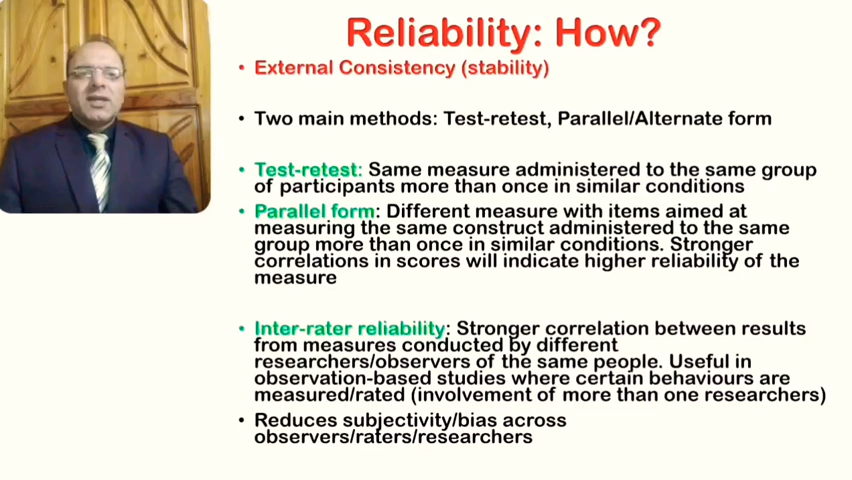 Reliability: How?
• External Consistency (stability)
• Two main methods: Test-retest, Parallel/Alternate form
• Test-retest: Same measure administered to the same group
of participants more than once in similar conditions
• Parallel form: Different measure with items aimed at
measuring the same construct administered to the same
group more than once in similar conditions. Stronger
correlations in scores will indicate higher reliability of the
measure
• Inter-rater reliability: Stronger correlation between results
from measures conducted by different
researchers/observers of the same people. Useful in
observation-based studies where certain behaviours are
measured/rated (involvement of more than one researchers)
• Reduces subjectivity/bias across
observers/raters/researchers